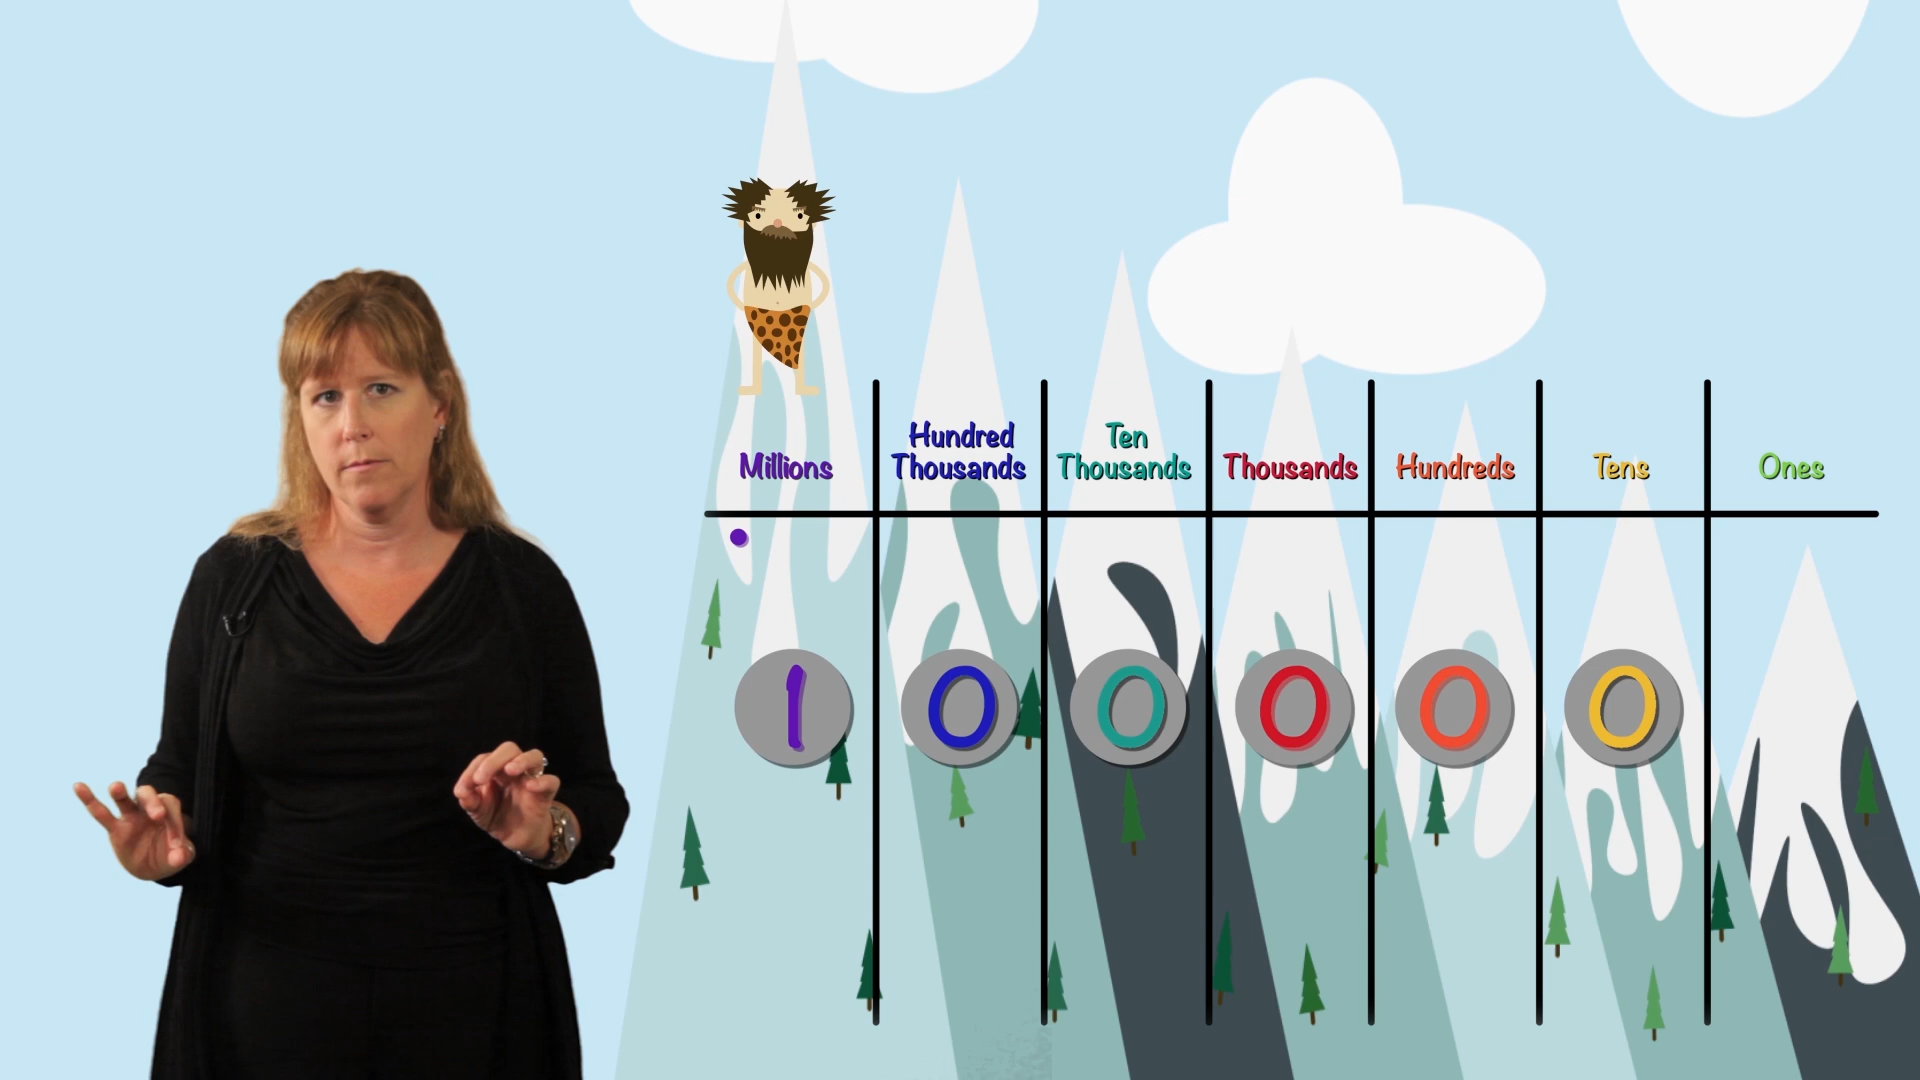 Hundred
Ten
Millions
Thousands
Thousands
Thousands
Hundreds
Tens
Ones
1 0 0 0 0 0